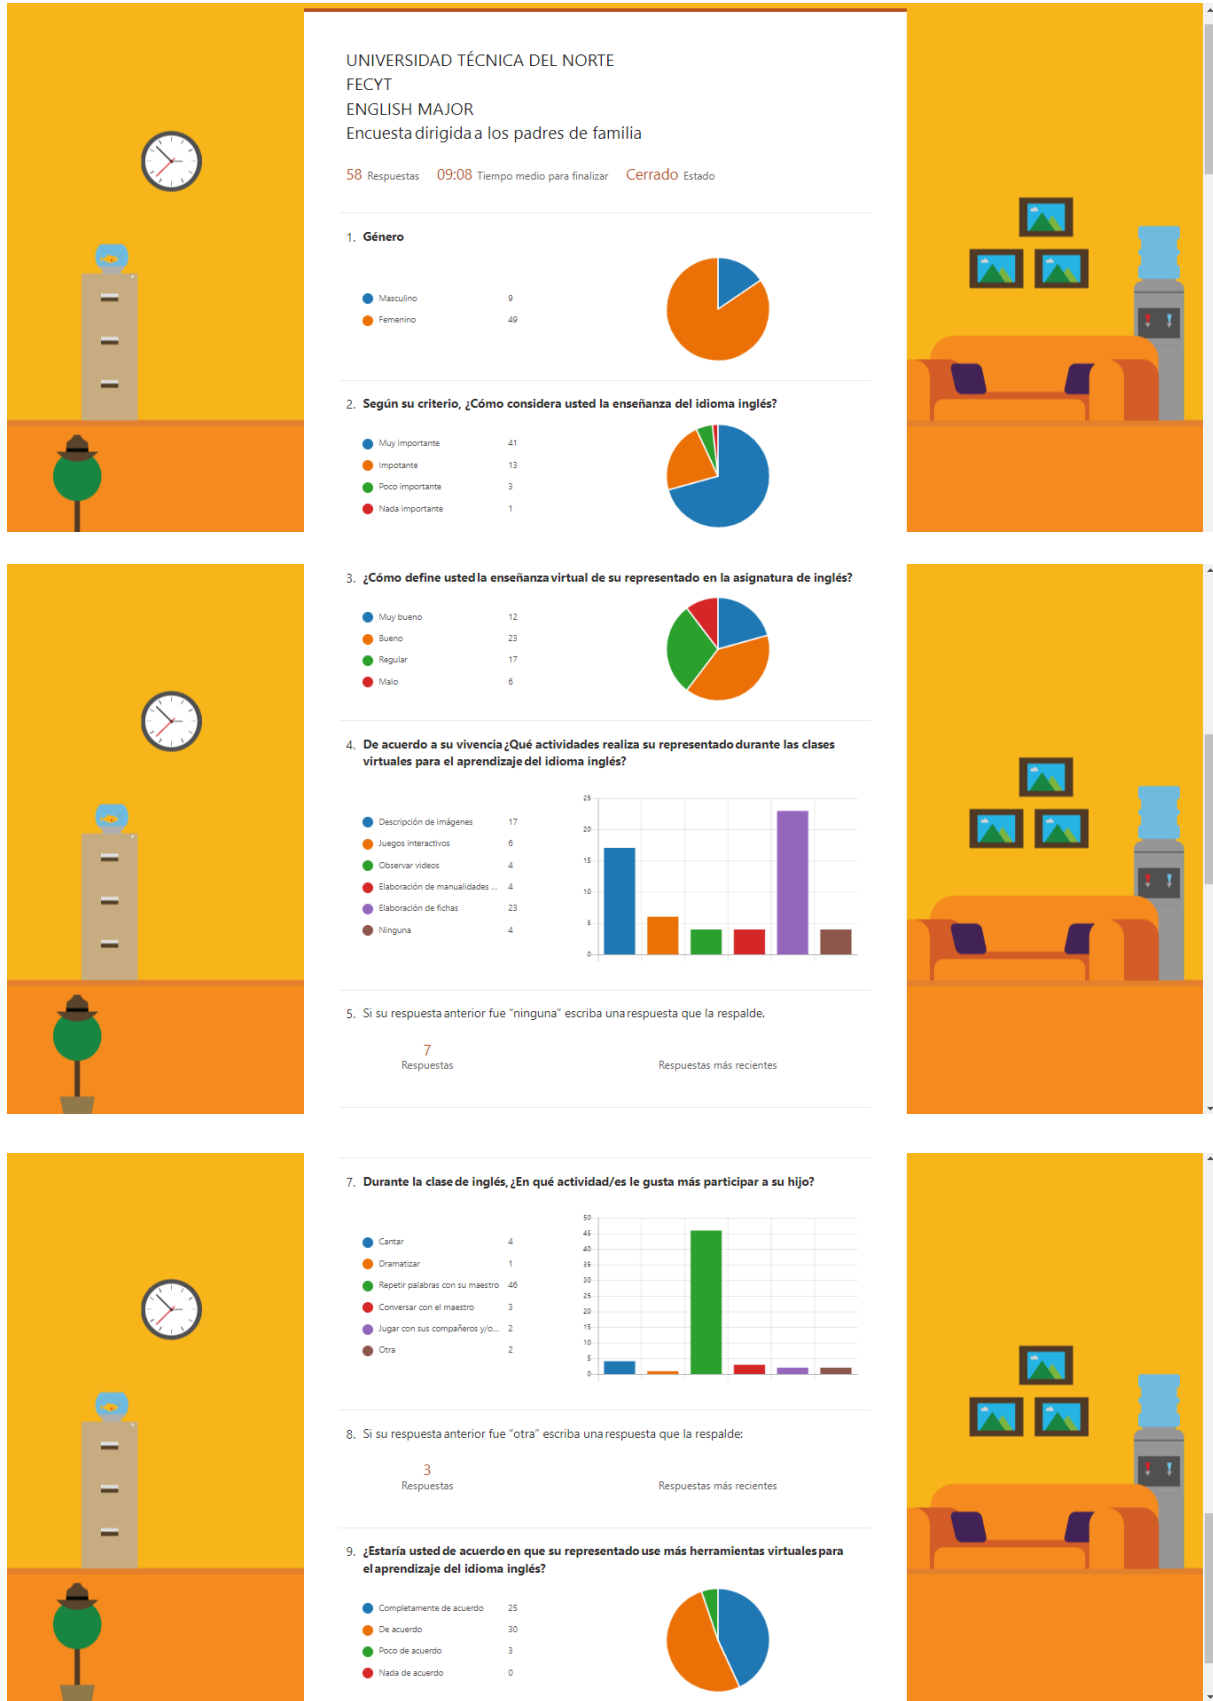 UNIVERSIDAD TÉCNICA DEL NORTE
FECYT
ENGLISH MAJOR
Encuesta dirigida a los padres de familia
58 Respuestas 09:08 Tiempo medio para finalizar Cerrado Estado
1. Género
Masculino 9
Femenino 49
2. Según su criterio, ¿Cómo considera usted la enseñanza del idioma inglés?
Muy importante 41
Impotante 13
Poco importante 3
Nada importante 1
3. ¿Cómo define usted la enseñanza virtual de su representado en la asignatura de inglés?
Muy bueno 12
Bueno 23
Regular 17
Malo 6
4. De acuerdo a su vivencia ¿Qué actividades realiza su representado durante las clases
virtuales para el aprendizaje del idioma inglés?
Descripción de imágenes 17
Juegos interactivos 6
Observar videos 4
Elaboración de manualidades ... 4
Elaboración de fichas 23
Ninguna 4
25
20
15
10
5
0
5. Si su respuesta anterior fue "ninguna" escriba una respuesta que la respalde.
7
Respuestas
Respuestas más recientes
7. Durante la clase de inglés, ¿En qué actividad/es le gusta más participar a su hijo?
Cantar 4
Dramatizar 1
Repetir palabras con su maestro 46
Conversar con el maestro 3
Jugar con sus compañeros y/o... 2
Otra 2
50
45
40
35
30
25
20
15
10
5
0
8. Si su respuesta anterior fue "otra" escriba una respuesta que la respalde:
3
Respuestas
Respuestas más recientes
9. ¿Estaría usted de acuerdo en que su representado use más herramientas virtuales para
el aprendizaje del idioma inglés?
Completamente de acuerdo 25
De acuerdo 30
Poco de acuerdo 3
Nada de acuerdo 0